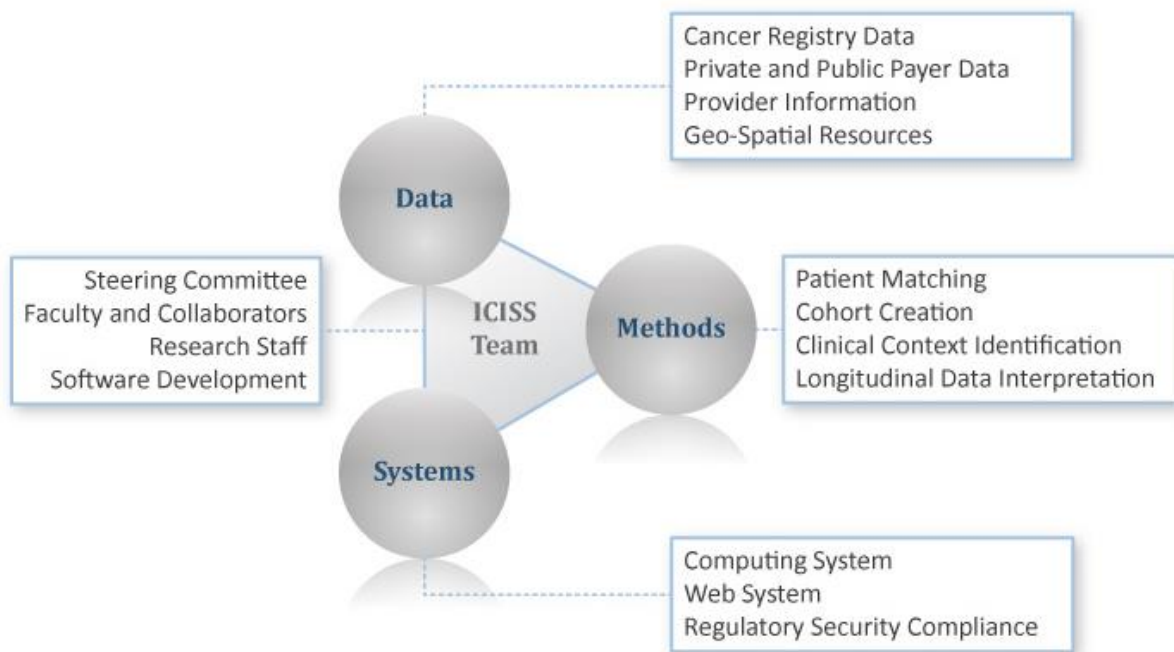 Cancer Registry Data
Private and Public Payer Data
Provider Information
Geo-Spatial Resources
Data
Steering Committee
Faculty and Collaborators
Research Staff
Software Development
ICISS
Team
Methods
Patient Matching
Cohort Creation
Clinical Context Identification
Longitudinal Data Interpretation
Systems
Computing System
Web System
Regulatory Security Compliance